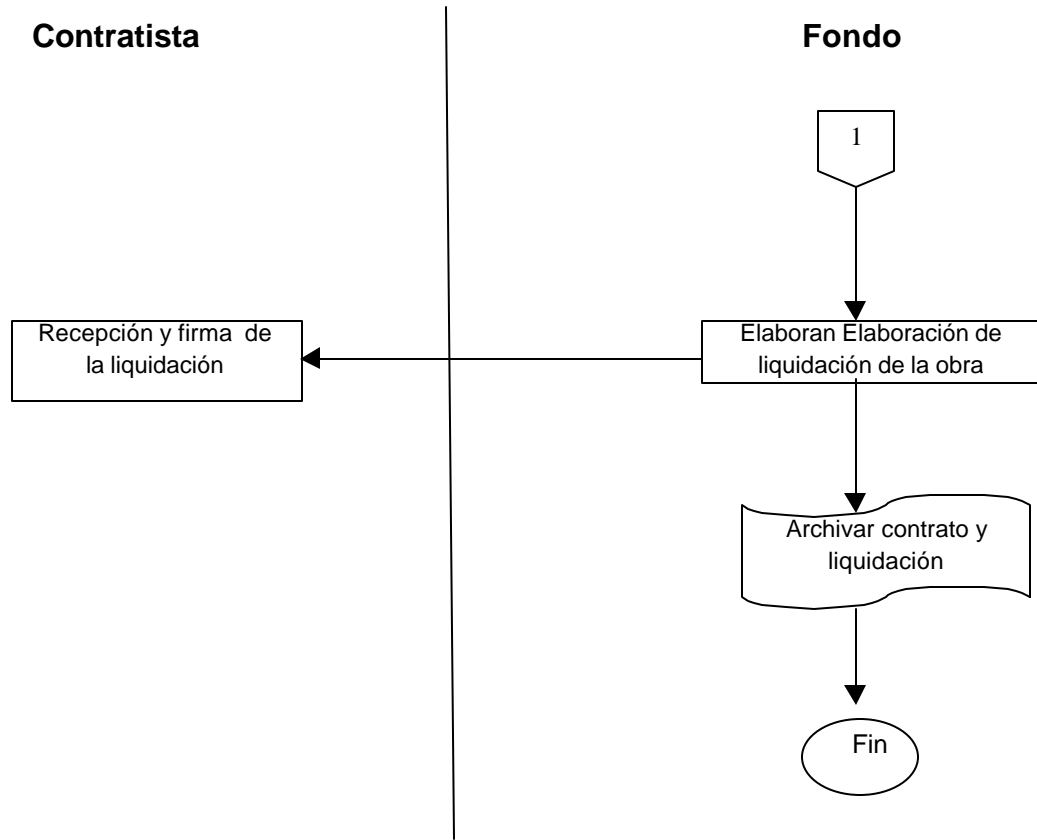 Contratista
Fondo
1
Recepción y firma de
la liquidación
Elaboran Elaboración de
liquidación de la obra
Archivar contrato y
liquidación
Fin